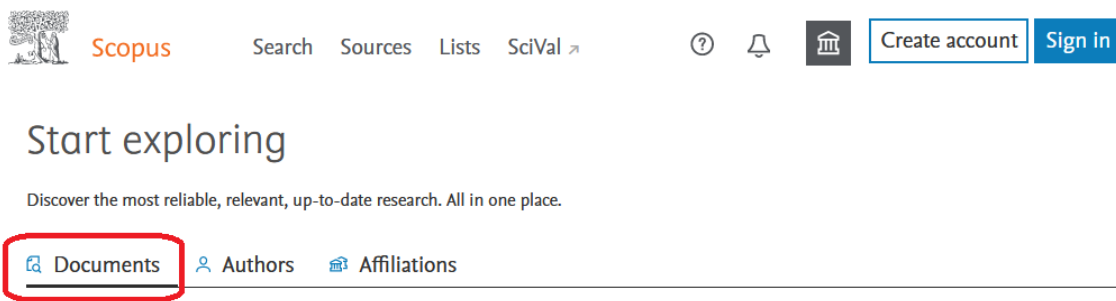 Scopus Search Sources Lists SciVal Create account Sign in
Start exploring
Discover the most reliable, relevant, up-to-date research. All in one place.
Documents Authors Affiliations